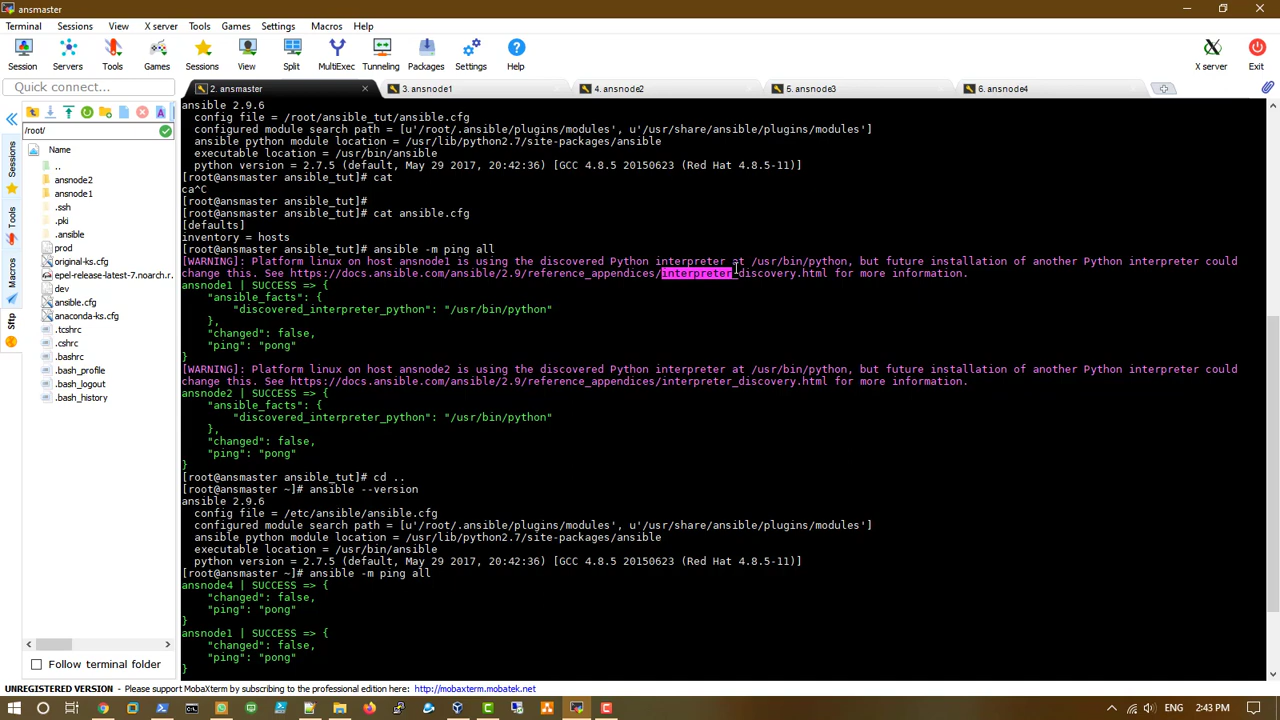 ansmaster
Terminal Sessions View X server Tools Games Settings Macros Help
Session Servers Tools Games Sessions View Split MultiExec Tunneling Packages Settings Help X server Exit
Quick connect...
2. ansmaster 3. ansnode1 4. ansnode2 5. ansnode3 6. ansnode4
/root/
Name
..
ansnode2
ansnode1
.ssh
.pki
.ansible
prod
original-ks.cfg
epel-release-latest-7.noarch.r.
dev
ansible.cfg
anaconda-ks.cfg
.tcshrc
.cshrc
.bashrc
.bash_profile
.bash_logout
.bash_history
Sessions
Tools
Macros
Sftp
Follow terminal folder
ansible 2.9.6
config file = /root/ansible_tut/ansible.cfg
configured module search path = [u'/root/.ansible/plugins/modules', u'/usr/share/ansible/plugins/modules']
ansible python module location = /usr/lib/python2.7/site-packages/ansible
executable location = /usr/bin/ansible
python version = 2.7.5 (default, May 29 2017, 20:42:36) [GCC 4.8.5 20150623 (Red Hat 4.8.5-11)]
[root@ansmaster ansible_tut]# cat
ca^C
[root@ansmaster ansible_tut]#
[root@ansmaster ansible_tut]# cat ansible.cfg
[defaults]
inventory = hosts
[root@ansmaster ansible_tut]# ansible -m ping all
[WARNING]: Platform linux on host ansnode1 is using the discovered Python interpreter at /usr/bin/python, but future installation of another Python interpreter could
change this. See https://docs.ansible.com/ansible/2.9/reference_appendices/interpreter_discovery.html for more information.
ansnode1 | SUCCESS => {
"ansible_facts": {
"discovered_interpreter_python": "/usr/bin/python"
},
"changed": false,
"ping": "pong"
}
[WARNING]: Platform linux on host ansnode2 is using the discovered Python interpreter at /usr/bin/python, but future installation of another Python interpreter could
change this. See https://docs.ansible.com/ansible/2.9/reference_appendices/interpreter_discovery.html for more information.
ansnode2 | SUCCESS => {
"ansible_facts": {
"discovered_interpreter_python": "/usr/bin/python"
},
"changed": false,
"ping": "pong"
}
[root@ansmaster ansible_tut]# cd ..
[root@ansmaster ~]# ansible --version
ansible 2.9.6
config file = /etc/ansible/ansible.cfg
configured module search path = [u'/root/.ansible/plugins/modules', u'/usr/share/ansible/plugins/modules']
ansible python module location = /usr/lib/python2.7/site-packages/ansible
executable location = /usr/bin/ansible
python version = 2.7.5 (default, May 29 2017, 20:42:36) [GCC 4.8.5 20150623 (Red Hat 4.8.5-11)]
[root@ansmaster ~]# ansible -m ping all
ansnode4 | SUCCESS => {
"changed": false,
"ping": "pong"
}
ansnode1 | SUCCESS => {
"changed": false,
"ping": "pong"
}
UNREGISTERED VERSION - Please support MobaXterm by subscribing to the professional edition here: http://mobaxterm.mobatek.net
ENG 2:43 PM